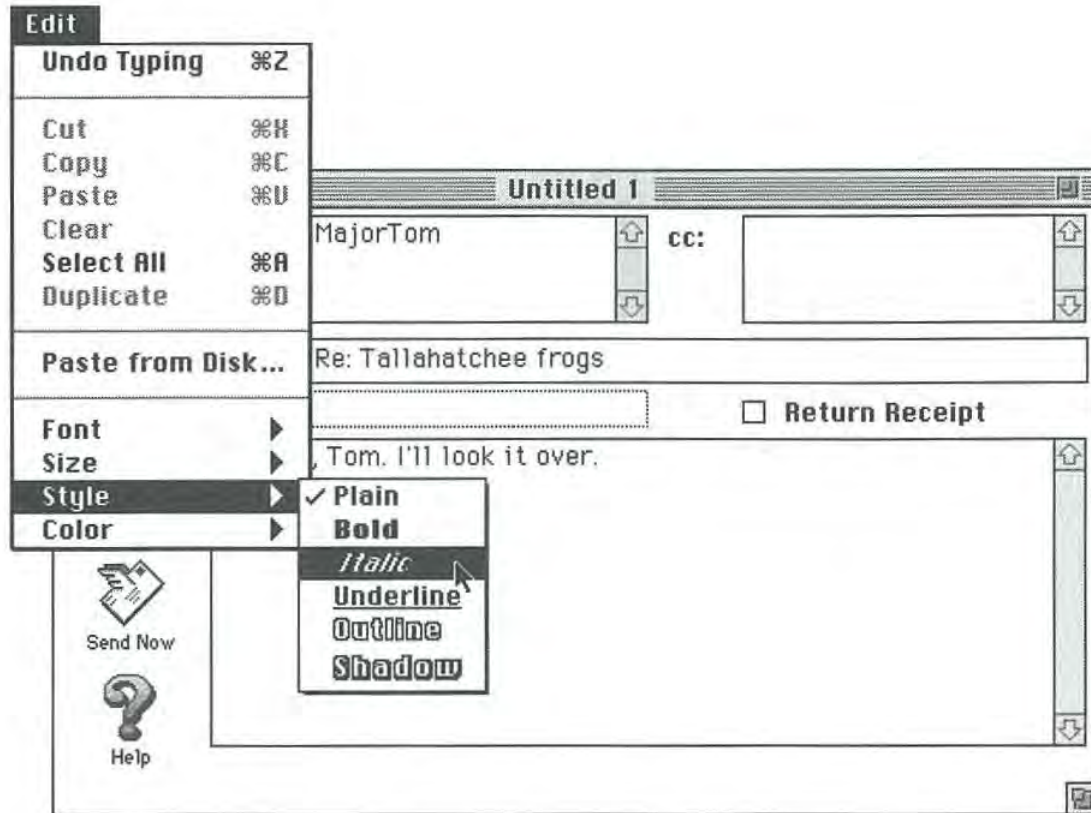 Edit
Undo Typing ⌘Z
Cut ⌘X
Copy ⌘C
Paste ⌘V
Clear
Select All ⌘A
Duplicate ⌘D
Paste from Disk...
Font
Size
Style
Color
✓ Plain
Bold
Italic
Underline
Outline
Shadow
Untitled 1
MajorTom
cc:
Re: Tallahatchee frogs
Return Receipt
, Tom. I'll look it over.
Send Now
Help